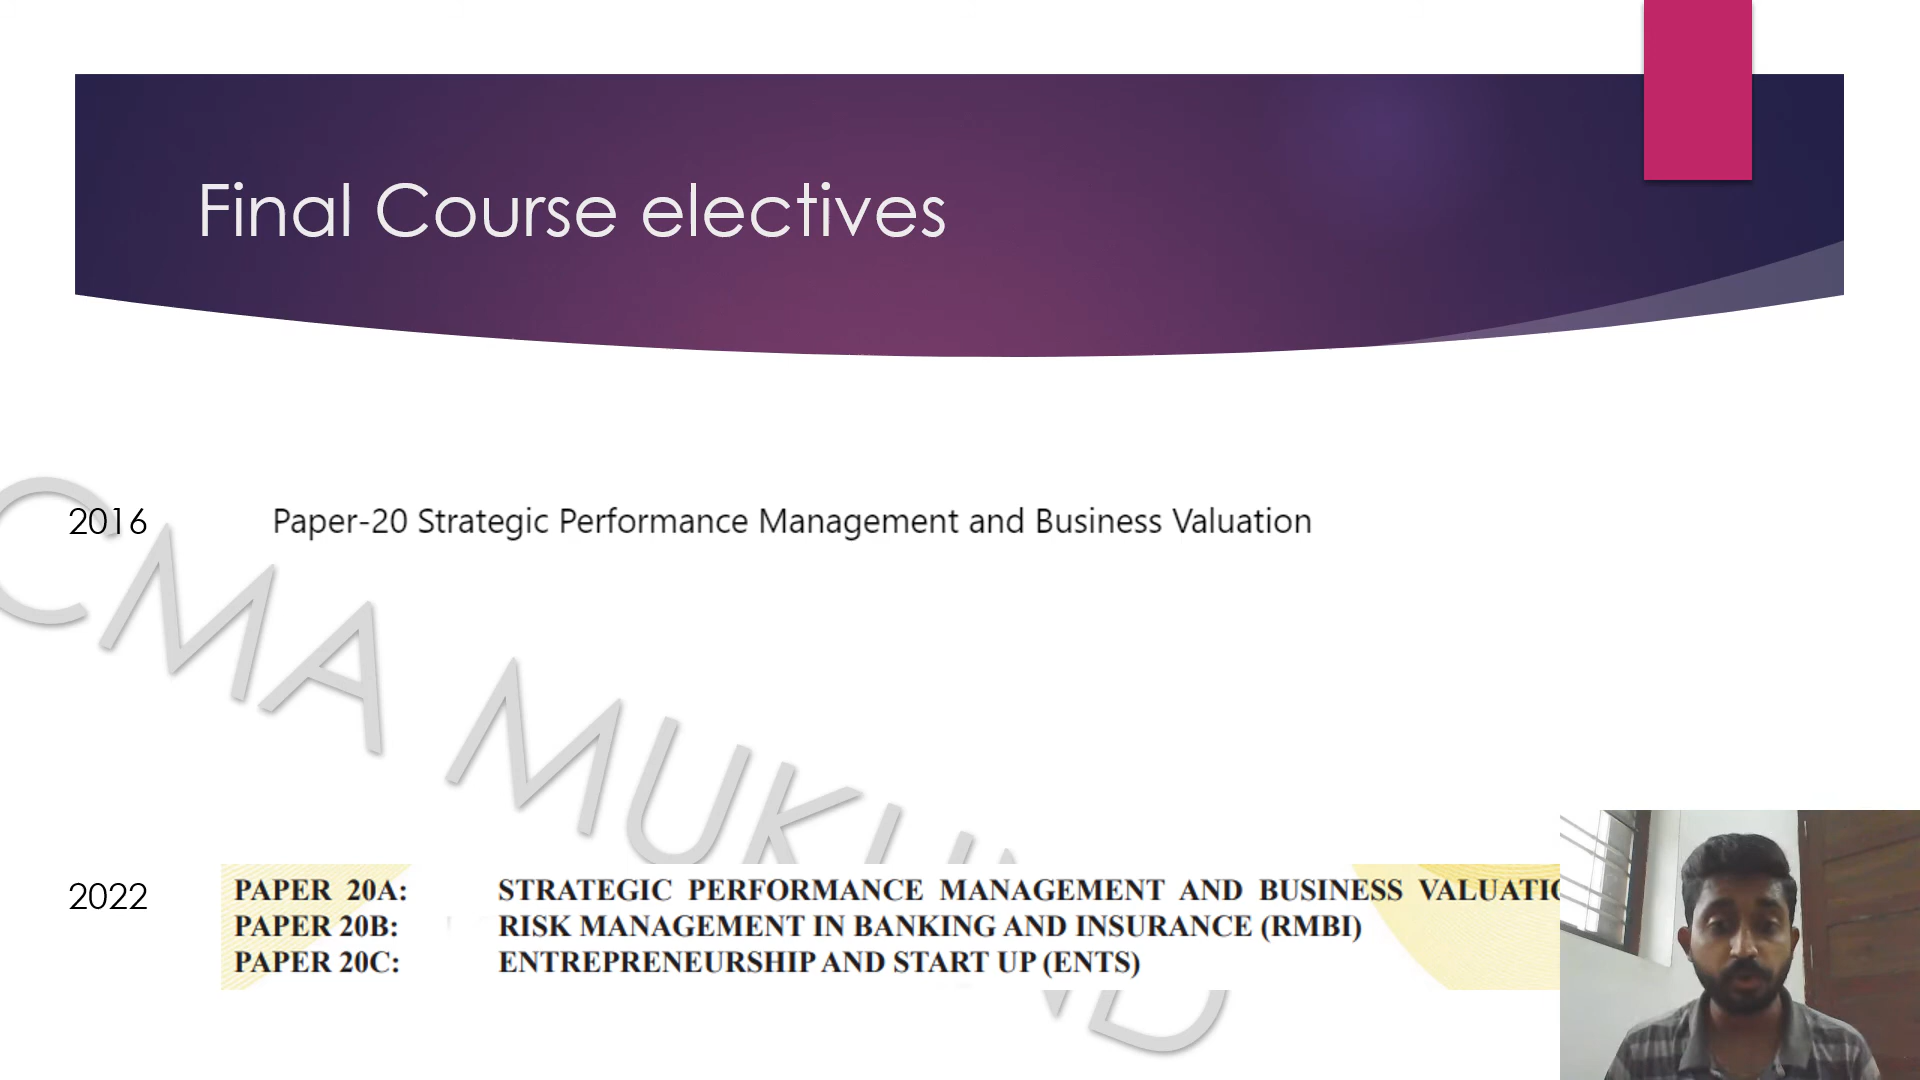 Final Course electives
2016 Paper-20 Strategic Performance Management and Business Valuation
CMA MUKUND
2022 PAPER 20A: STRATEGIC PERFORMANCE MANAGEMENT AND BUSINESS
PAPER 20B: RISK MANAGEMENT IN BANKING AND INSURANCE (RMBI)
PAPER 20C: ENTREPRENEURSHIP AND START UP (ENTS)